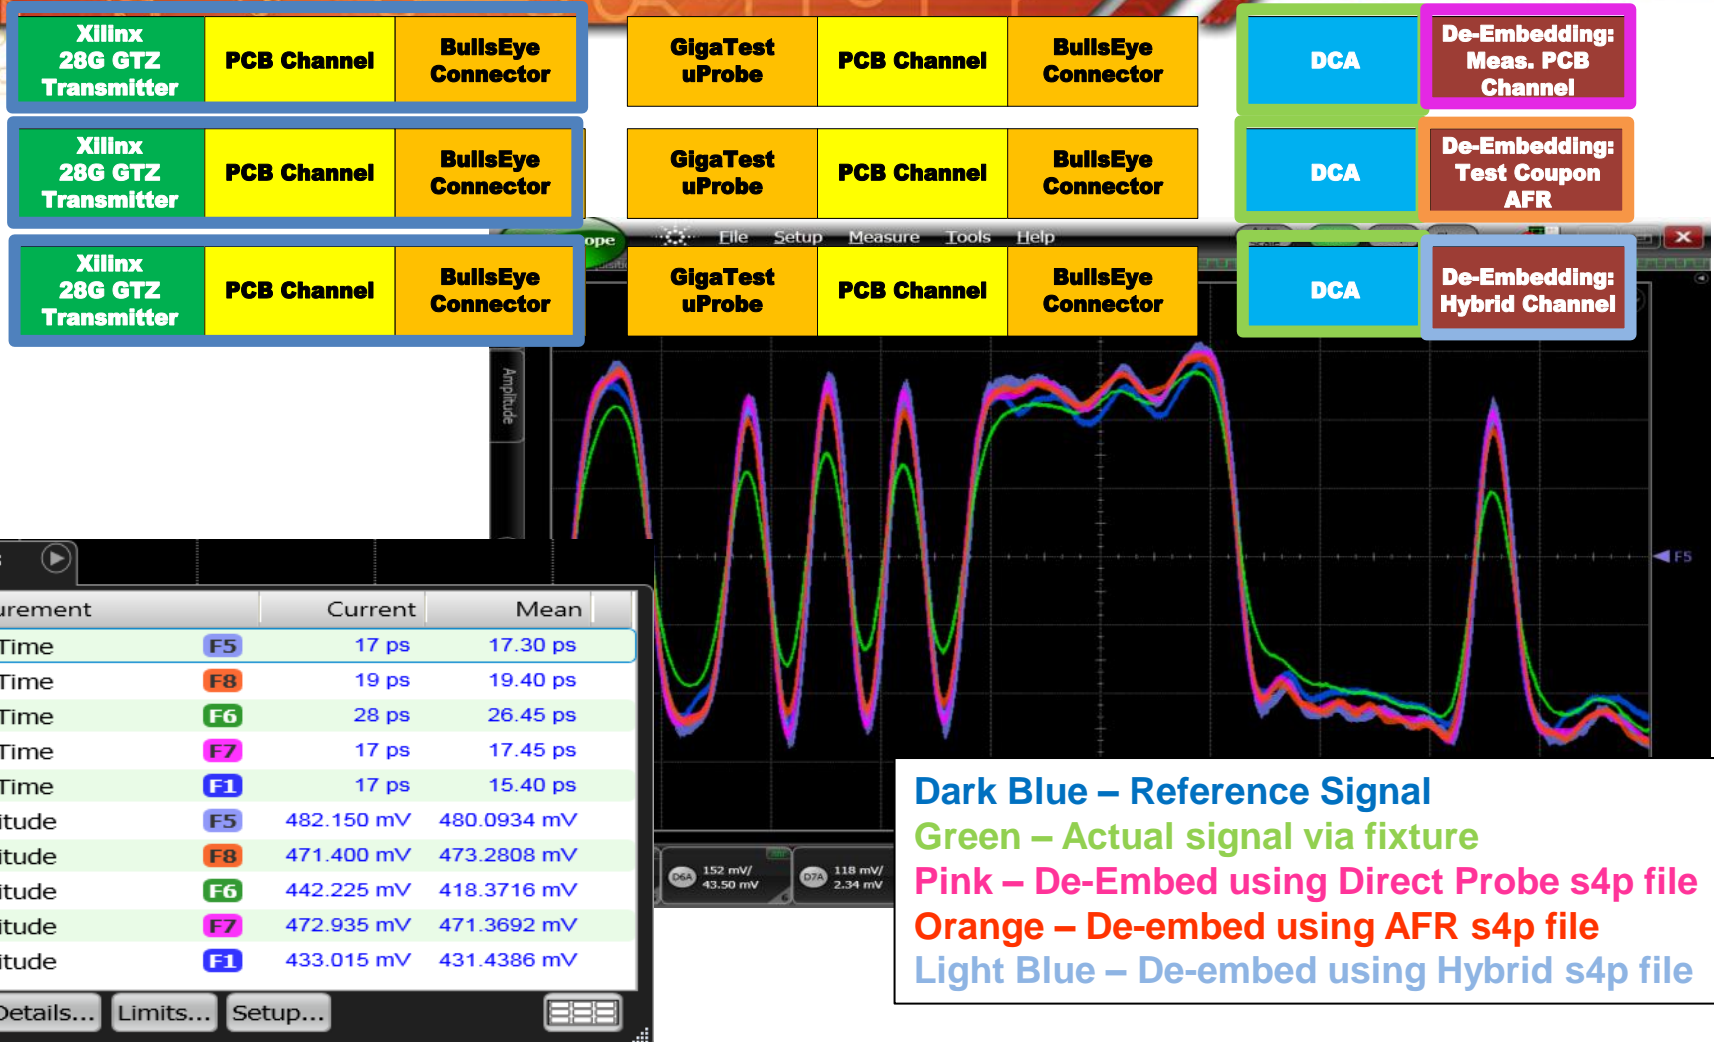 Xilinx
28G GTZ
Transmitter
PCB Channel
BullsEye
Connector
GigaTest
uProbe
PCB Channel
BullsEye
Connector
DCA
De-Embedding:
Meas. PCB
Channel
Xilinx
28G GTZ
Transmitter
PCB Channel
BullsEye
Connector
GigaTest
uProbe
PCB Channel
BullsEye
Connector
DCA
De-Embedding:
Test Coupon
AFR
ope File Setup Measure Tools Help
Xilinx
28G GTZ
Transmitter
PCB Channel
BullsEye
Connector
GigaTest
uProbe
PCB Channel
BullsEye
Connector
DCA
De-Embedding:
Hybrid Channel
Amplitude
F5
urement Current Mean
Time F5 17 ps 17.30 ps
Time F8 19 ps 19.40 ps
Time F6 28 ps 26.45 ps
Time F7 17 ps 17.45 ps
Time F1 17 ps 15.40 ps
itude F5 482.150 mV 480.0934 mV
itude F8 471.400 mV 473.2808 mV
itude F6 442.225 mV 418.3716 mV
itude F7 472.935 mV 471.3692 mV
itude F1 433.015 mV 431.4386 mV
Details... Limits... Setup...
D6A 152 mV/
43.50 mV
D7A 118 mV/
2.34 mV
Dark Blue – Reference Signal
Green – Actual signal via fixture
Pink – De-Embed using Direct Probe s4p file
Orange – De-embed using AFR s4p file
Light Blue – De-embed using Hybrid s4p file